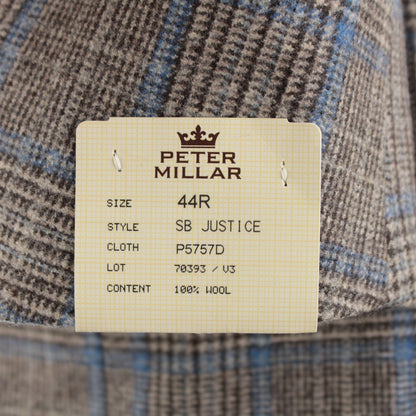 PETER
MILLAR
SIZE 44R
STYLE SB JUSTICE
CLOTH P5757D
LOT 70393 / V3
CONTENT 100% WOOL